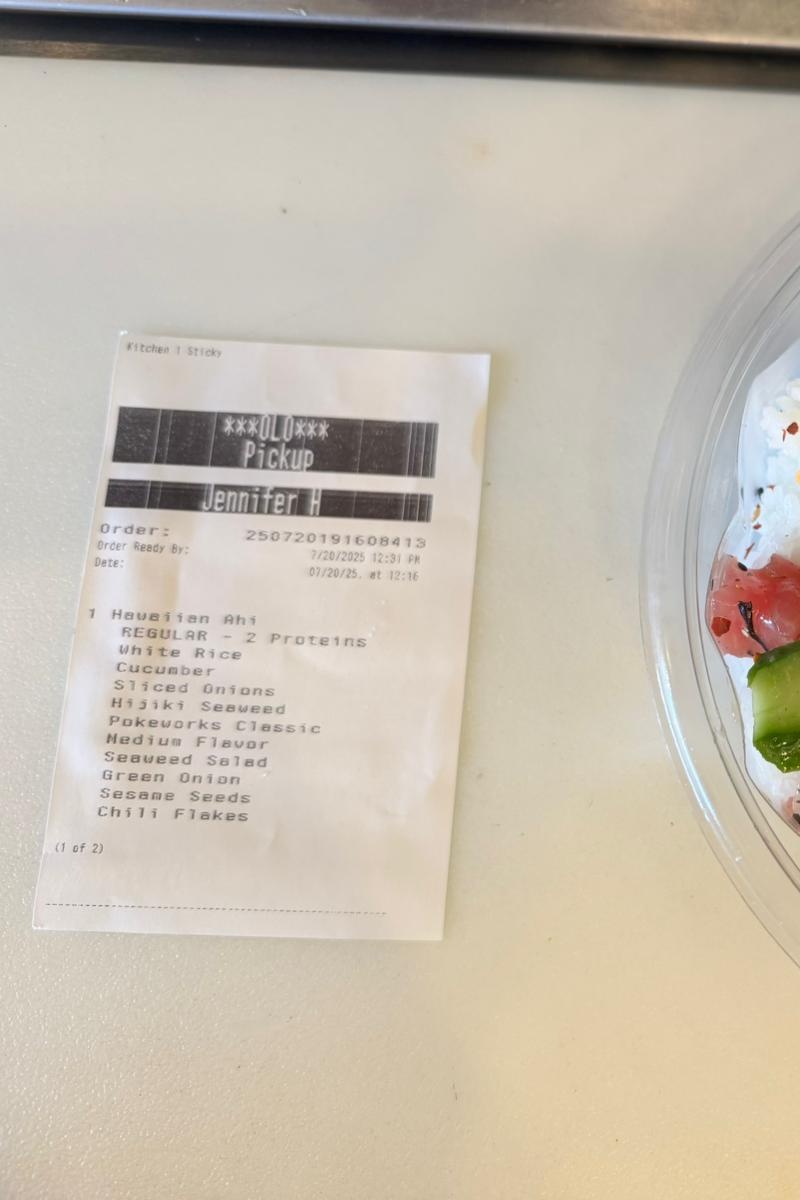 Kitchen 1 Sticky
***OLO***
Pickup
Jennifer H
Order: 250720191608413
Order Ready By: 7/20/2025 12:31 PM
Date: 07/20/25. at 12:16
1 Hawaiian Ahi
REGULAR - 2 Proteins
White Rice
Cucumber
Sliced Onions
Hijiki Seaweed
Pokeworks Classic
Medium Flavor
Seaweed Salad
Green Onion
Sesame Seeds
Chili Flakes
(1 of 2)